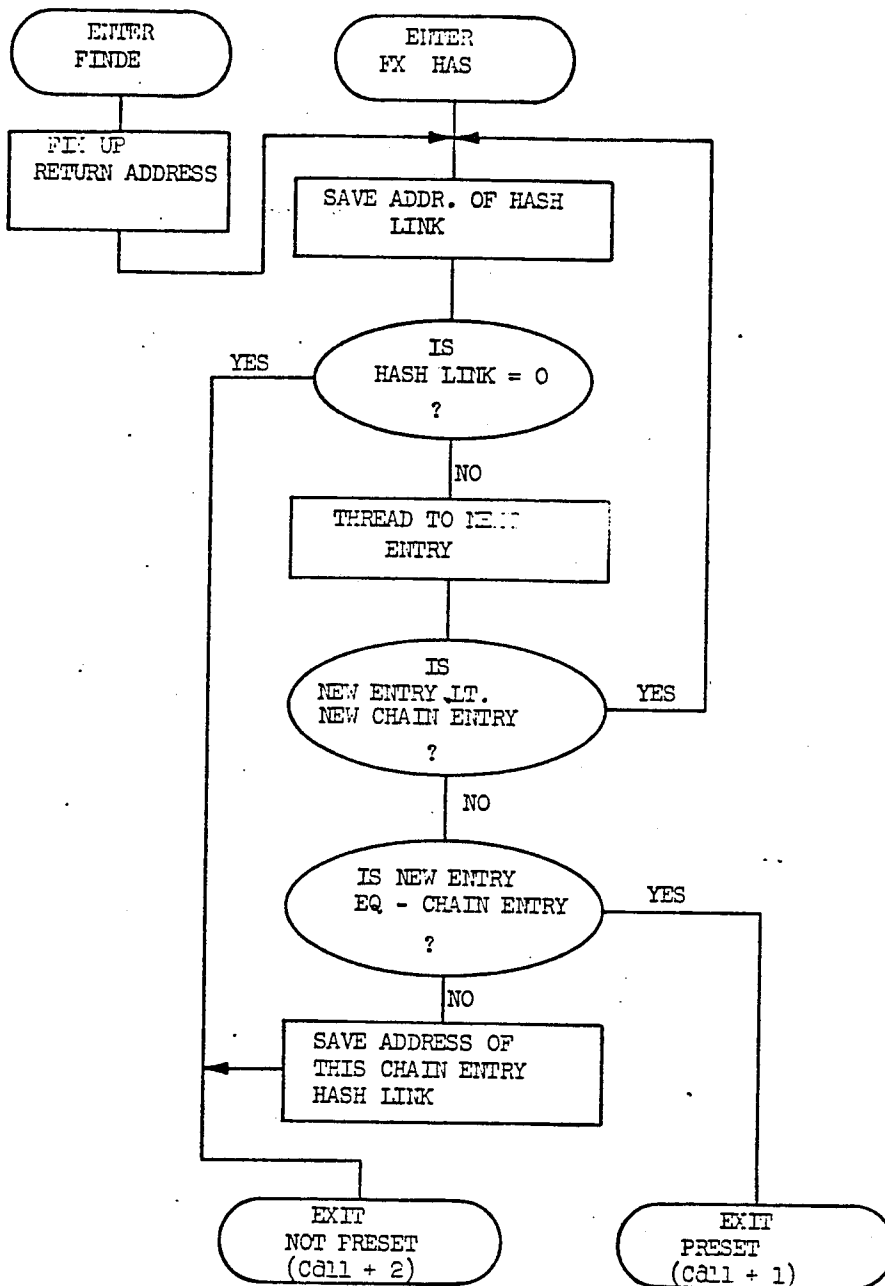 ENTER
FINDE
ENTER
FX HAS
FIX UP
RETURN ADDRESS
SAVE ADDR. OF HASH
LINK
IS
HASH LINK = 0
?
YES
NO
THREAD TO
ENTRY
IS
NEW ENTRY .LT.
NEW CHAIN ENTRY
?
YES
NO
IS NEW ENTRY
EQ - CHAIN ENTRY
?
YES
NO
SAVE ADDRESS OF
THIS CHAIN ENTRY
HASH LINK
EXIT
NOT PRESET
(Call + 2)
EXIT
PRESET
(Call + 1)